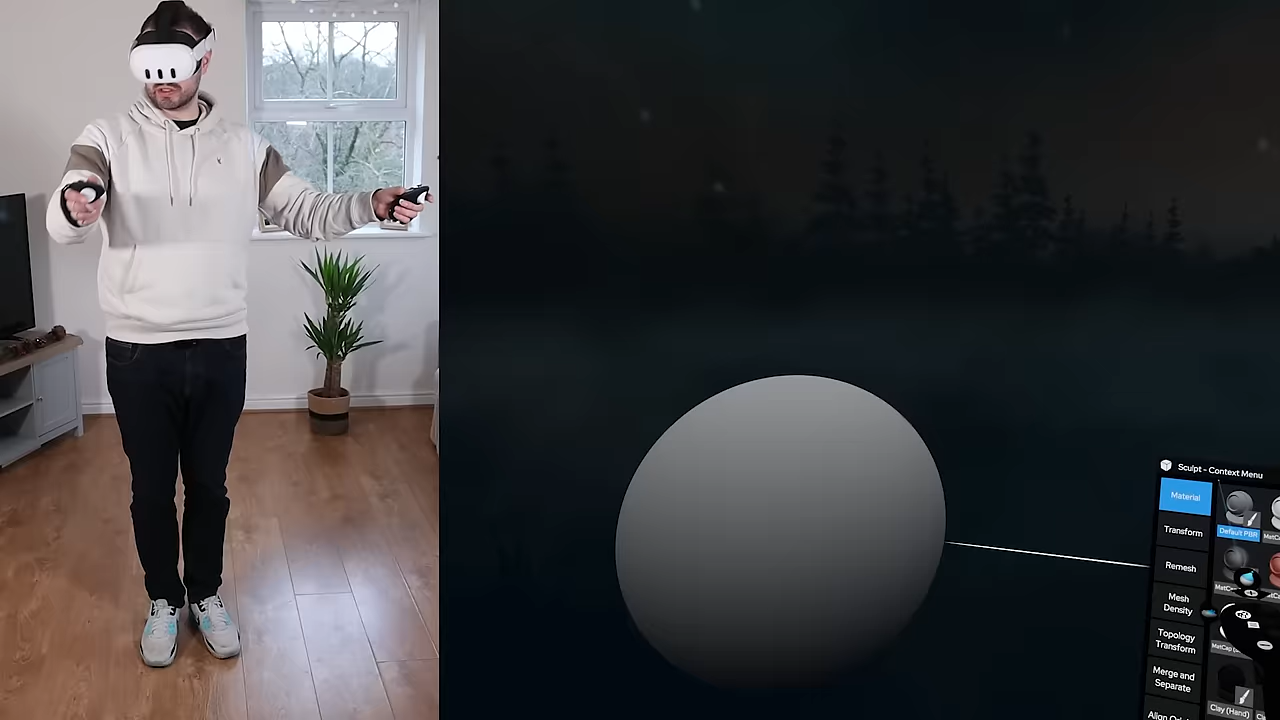 Sculpt - Context Menu
Material
Default PBR
Transform
Remesh
Mesh
Density
Topology
Transform
Merge and
Separate
Clay (Hand)